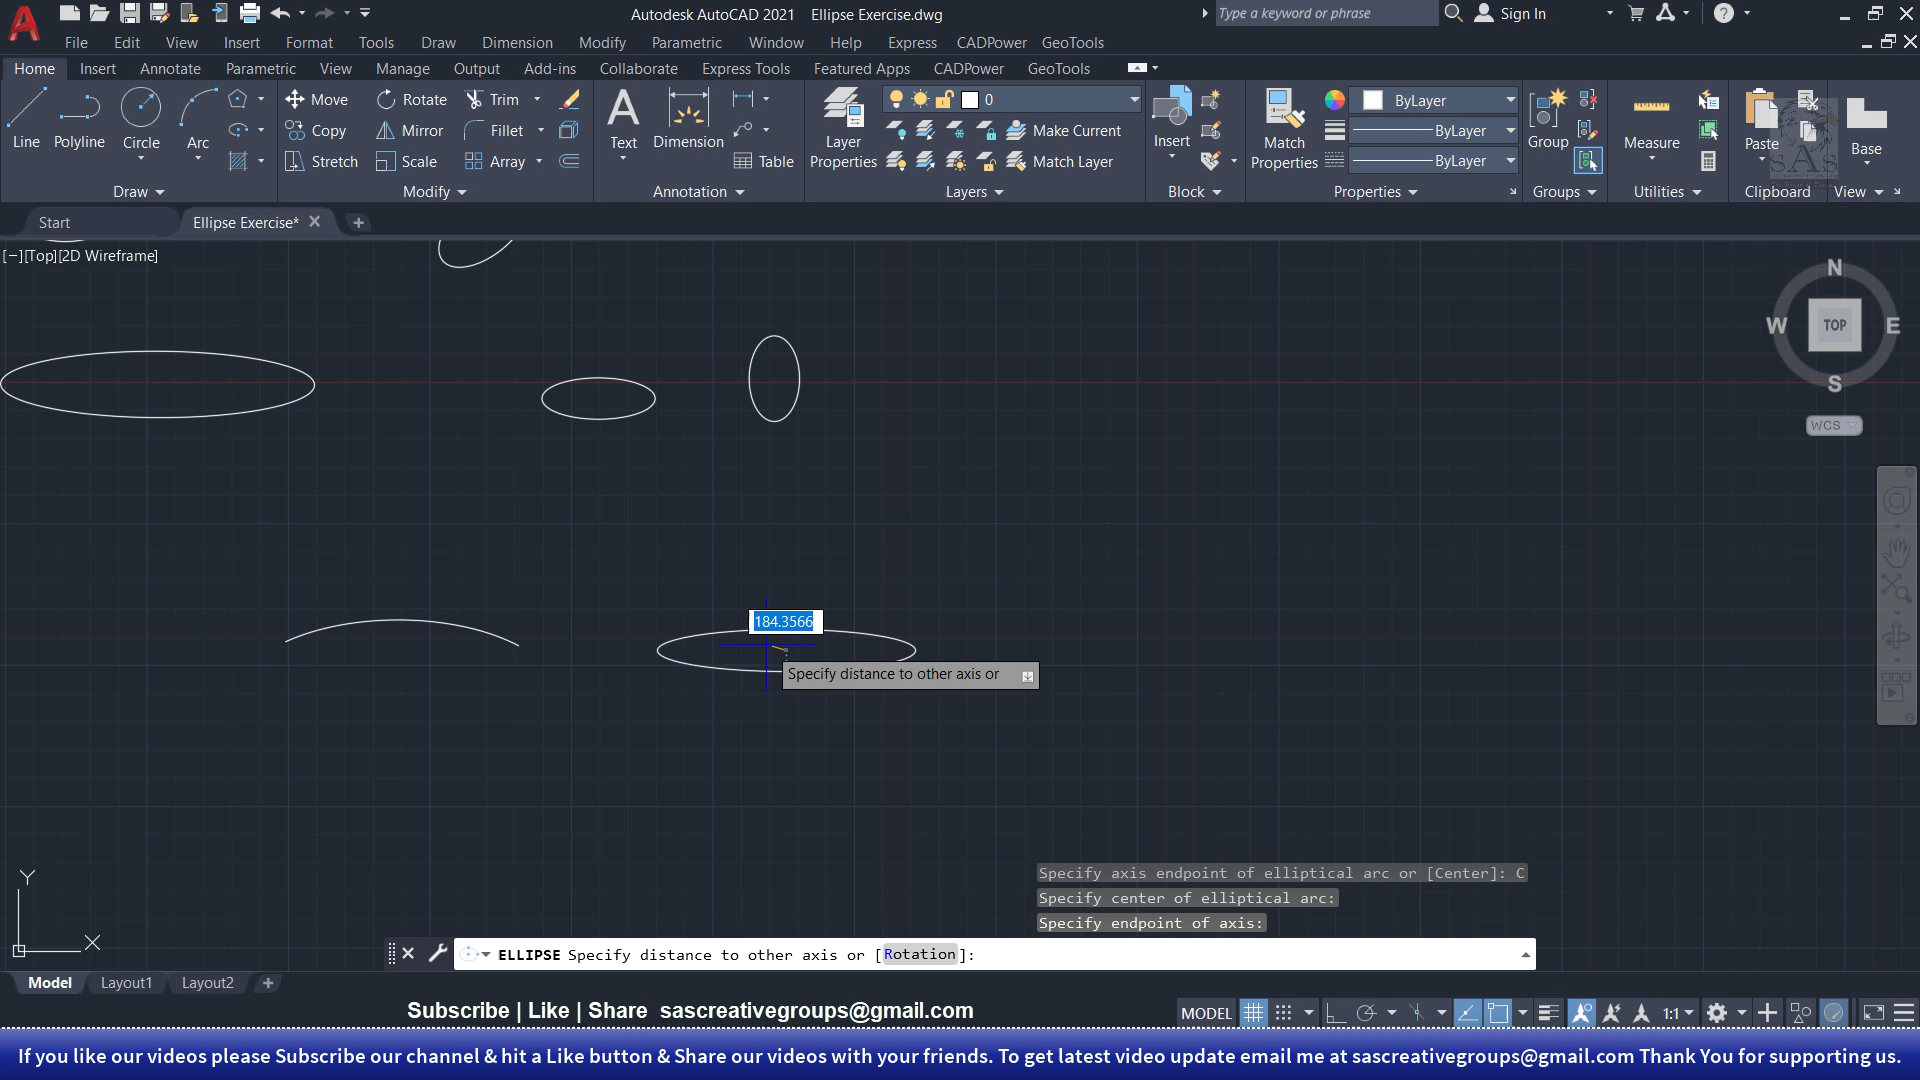 Autodesk AutoCAD 2021 Ellipse Exercise.dwg
Type a keyword or phrase
Sign In
File Edit View Insert Format Tools Draw Dimension Modify Parametric Window Help Express CADPower GeoTools
Home Insert Annotate Parametric View Manage Output Add-ins Collaborate Express Tools Featured Apps CADPower GeoTools
Line
Polyline
Circle
Arc
Draw
Move Rotate Trim
Copy Mirror Fillet
Stretch Scale Array
Modify
Text
Dimension
Table
Annotation
Layer Properties
0
Make Current
Match Layer
Layers
Insert
Block
Match Properties
ByLayer
ByLayer
ByLayer
Properties
Group
Groups
Measure
Utilities
Paste
Clipboard
SAS
Base
View
Start
Ellipse Exercise*
[−][Top][2D Wireframe]
N
W TOP E
S
WCS
184.3566
Specify distance to other axis or
Y
X
Specify axis endpoint of elliptical arc or [Center]: C
Specify center of elliptical arc:
Specify endpoint of axis:
ELLIPSE Specify distance to other axis or [Rotation]:
Model Layout1 Layout2
Subscribe | Like | Share sascreativegroups@gmail.com
MODEL
1:1
If you like our videos please Subscribe our channel & hit a Like button & Share our videos with your friends. To get latest video update email me at sascreativegroups@gmail.com Thank You for supporting us.